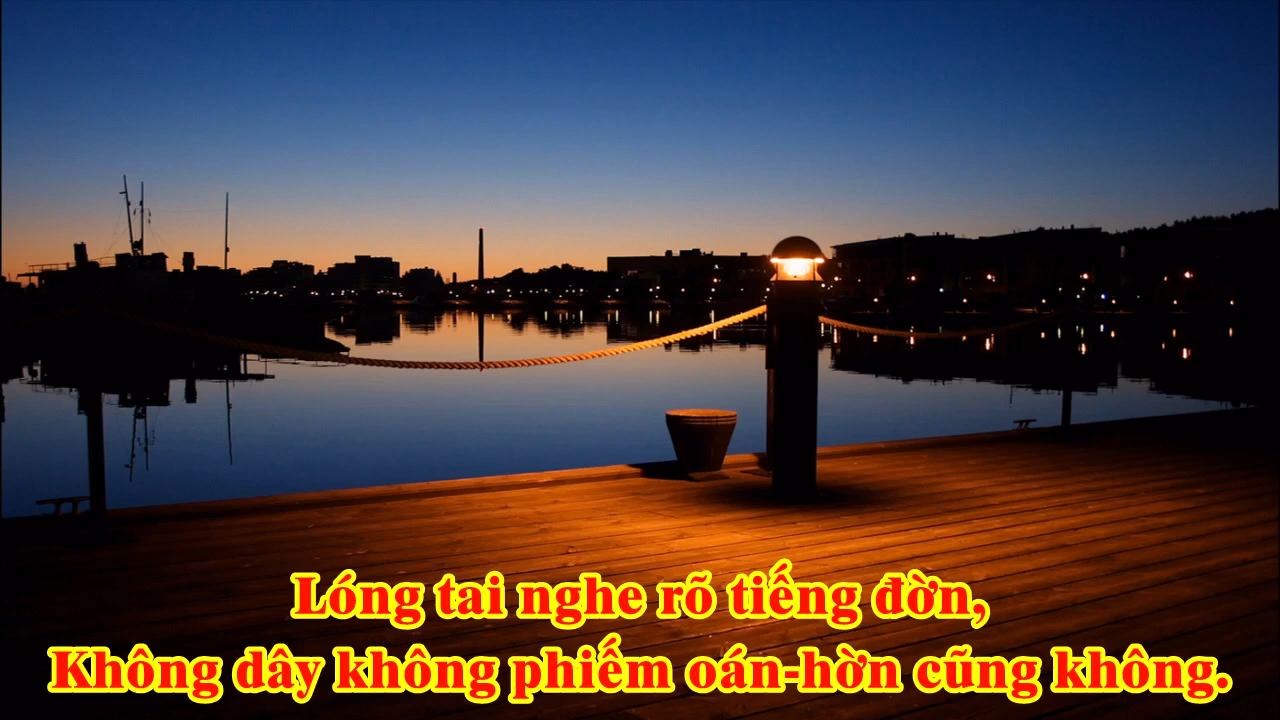 Lóng tai nghe rõ tiếng đờn,
Không dây không phiếm oán-hờn cũng không.